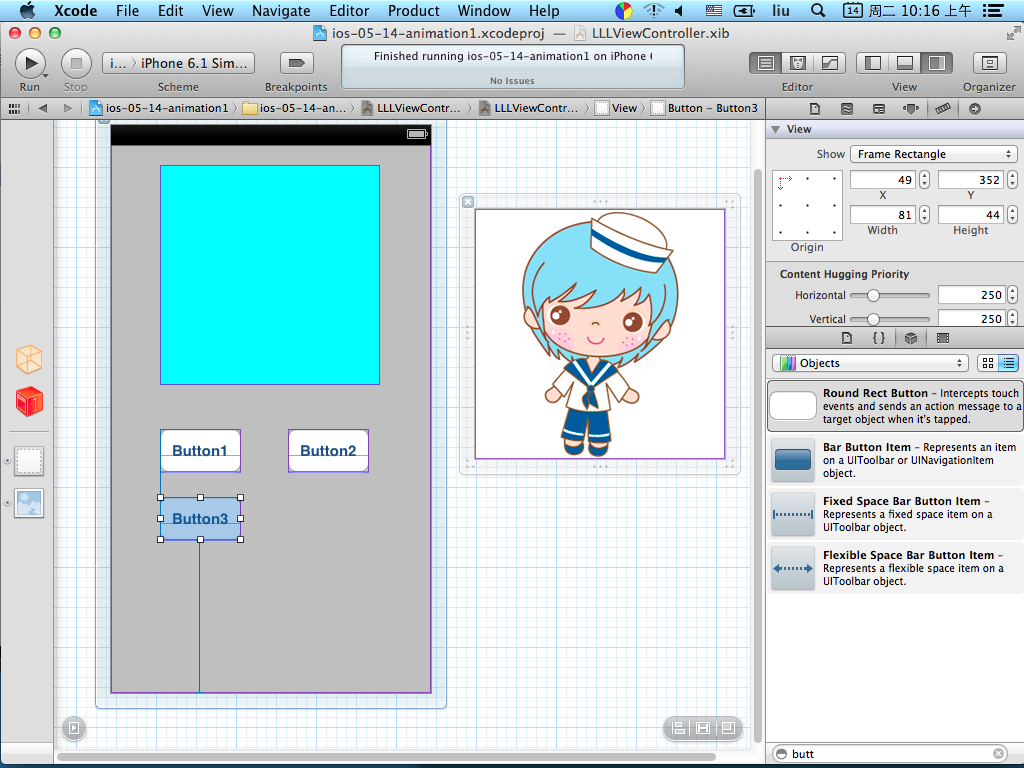 Xcode File Edit View Navigate Editor Product Window Help liu 14 周二 10:16 上午
ios-05-14-animation1.xcodeproj — LLLViewController.xib
i... iPhone 6.1 Sim...
Finished running ios-05-14-animation1 on iPhone
No Issues
Run Stop Scheme Breakpoints Editor View Organizer
ios-05-14-animation1 ios-05-14-an... LLLViewContr... LLLViewContr... View Button – Button3
View
Show Frame Rectangle
49 352
X Y
81 44
Width Height
Origin
Content Hugging Priority
Horizontal 250
Vertical 250
{ }
Objects
Round Rect Button – Intercepts touch
events and sends an action message to a
target object when it's tapped.
Bar Button Item – Represents an item
on a UIToolbar or UINavigationItem
object.
Fixed Space Bar Button Item –
Represents a fixed space item on a
UIToolbar object.
Flexible Space Bar Button Item –
Represents a flexible space item on a
UIToolbar object.
Button1 Button2
Button3
butt